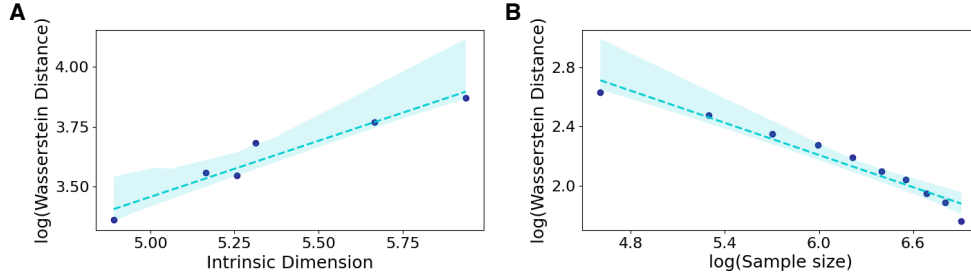 A
B
log(Wasserstein Distance)
4.00
3.75
3.50
5.00 5.25 5.50 5.75
Intrinsic Dimension
log(Wasserstein Distance)
2.8
2.4
2.0
4.8 5.4 6.0 6.6
log(Sample size)